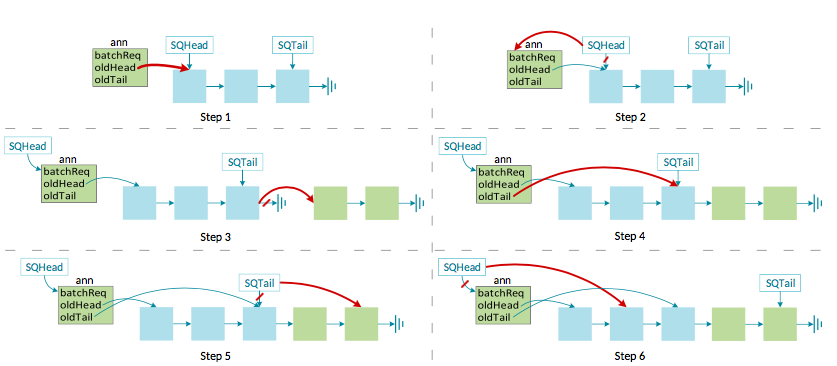 ann
SQHead
SQTail
batchReq
oldHead
oldTail
Step 1
ann
SQHead
SQTail
batchReq
oldHead
oldTail
Step 2
SQHead
ann
SQTail
batchReq
oldHead
oldTail
Step 3
SQHead
ann
SQTail
batchReq
oldHead
oldTail
Step 4
SQHead
ann
SQTail
batchReq
oldHead
oldTail
Step 5
SQHead
ann
SQTail
batchReq
oldHead
oldTail
Step 6